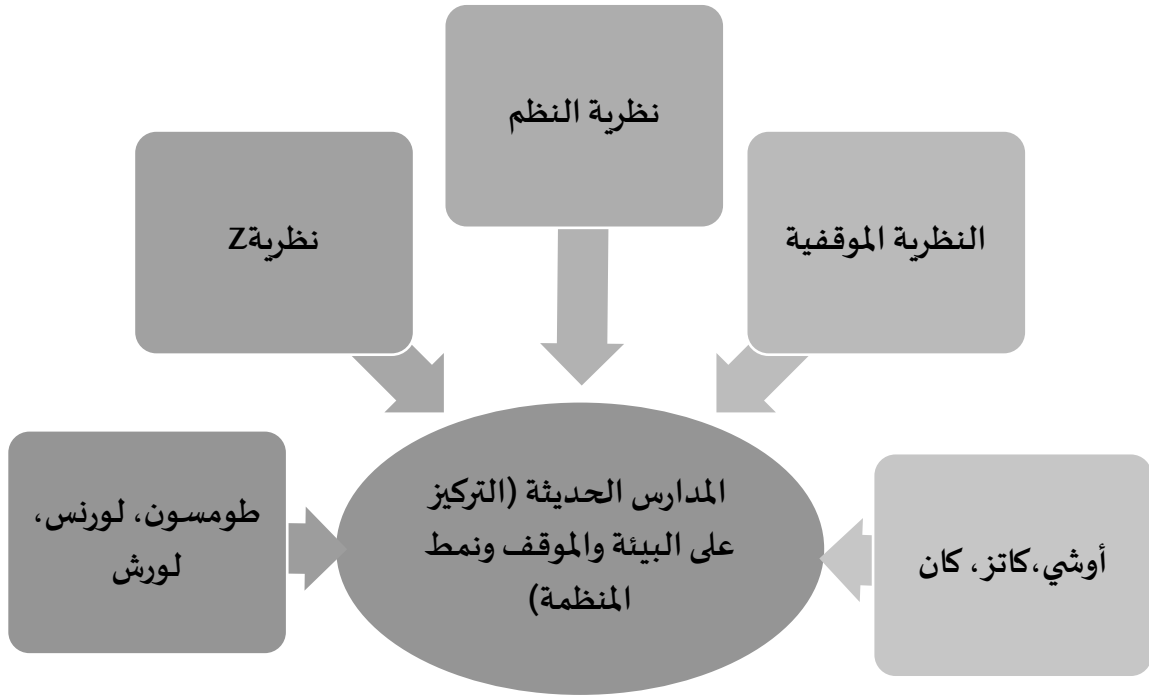 نظرية النظم
النظرية الموقفية
نظريةZ
المدارس الحديثة (التركيز
على البيئة والموقف ونمط
المنظمة)
أوشي،كاتز، كان
طومسون، لورنس،
لورش